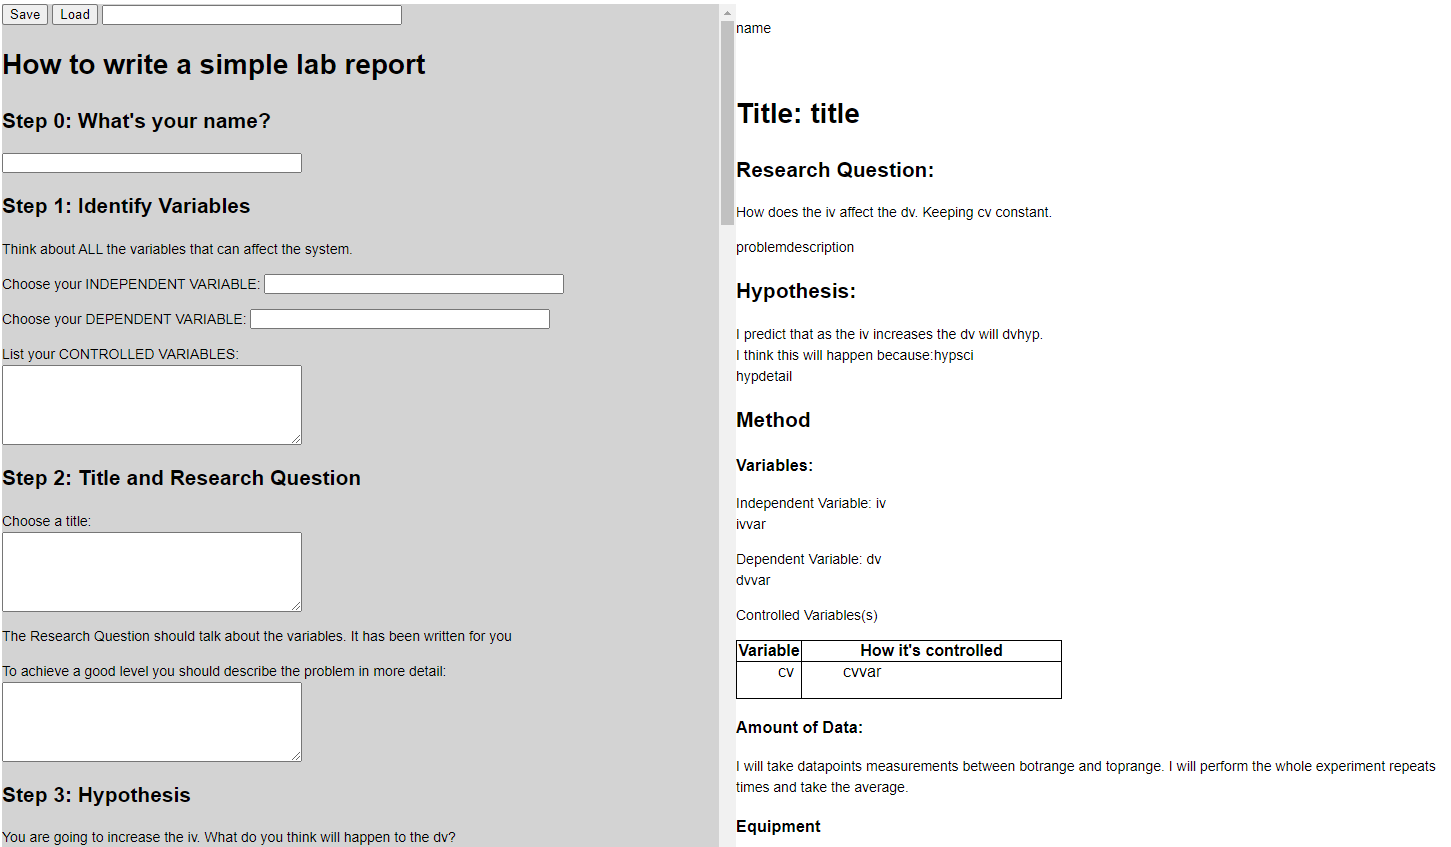 Save Load
How to write a simple lab report
Step 0: What's your name?
Step 1: Identify Variables
Think about ALL the variables that can affect the system.
Choose your INDEPENDENT VARIABLE:
Choose your DEPENDENT VARIABLE:
List your CONTROLLED VARIABLES:
Step 2: Title and Research Question
Choose a title:
The Research Question should talk about the variables. It has been written for you
To achieve a good level you should describe the problem in more detail:
Step 3: Hypothesis
You are going to increase the iv. What do you think will happen to the dv?
name
Title: title
Research Question:
How does the iv affect the dv. Keeping cv constant.
problemdescription
Hypothesis:
I predict that as the iv increases the dv will dvhyp.
I think this will happen because:hypsci
hypdetail
Method
Variables:
Independent Variable: iv
ivvar
Dependent Variable: dv
dvvar
Controlled Variables(s)
Variable How it's controlled
cv cvvar
Amount of Data:
I will take datapoints measurements between botrange and toprange. I will perform the whole experiment repeats
times and take the average.
Equipment